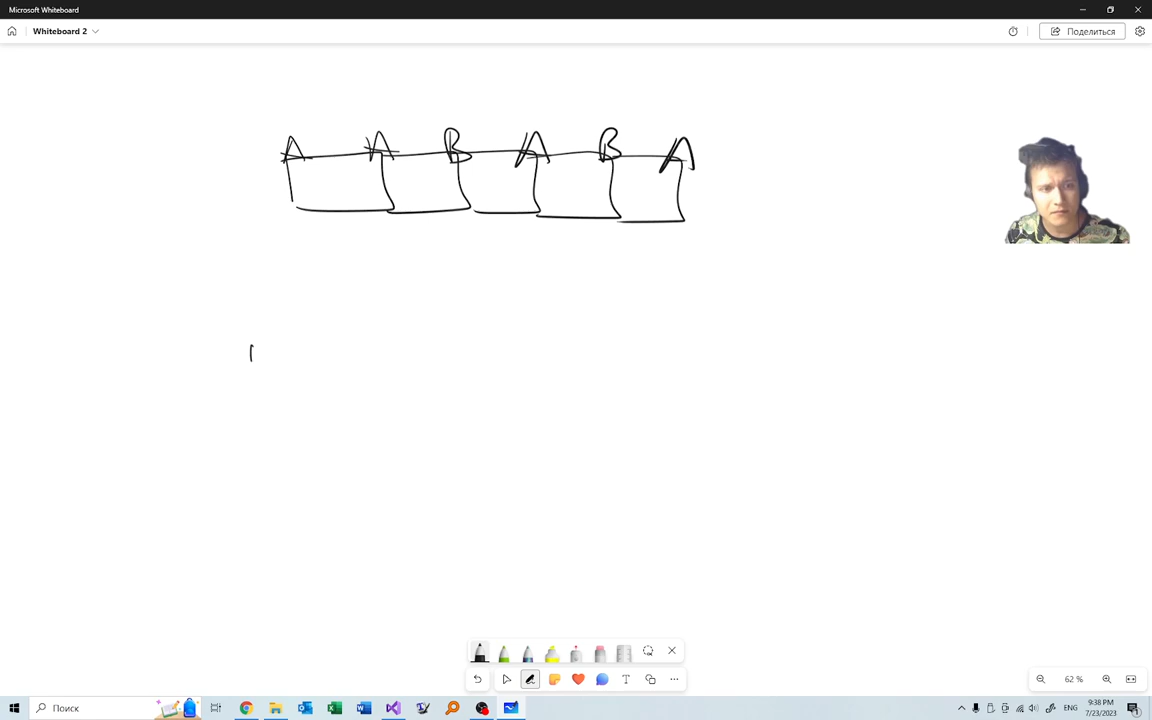 Microsoft Whiteboard
Whiteboard 2
Поделиться
A A B A B A
62 %
Поиск
ENG
9:38 PM
7/23/2023